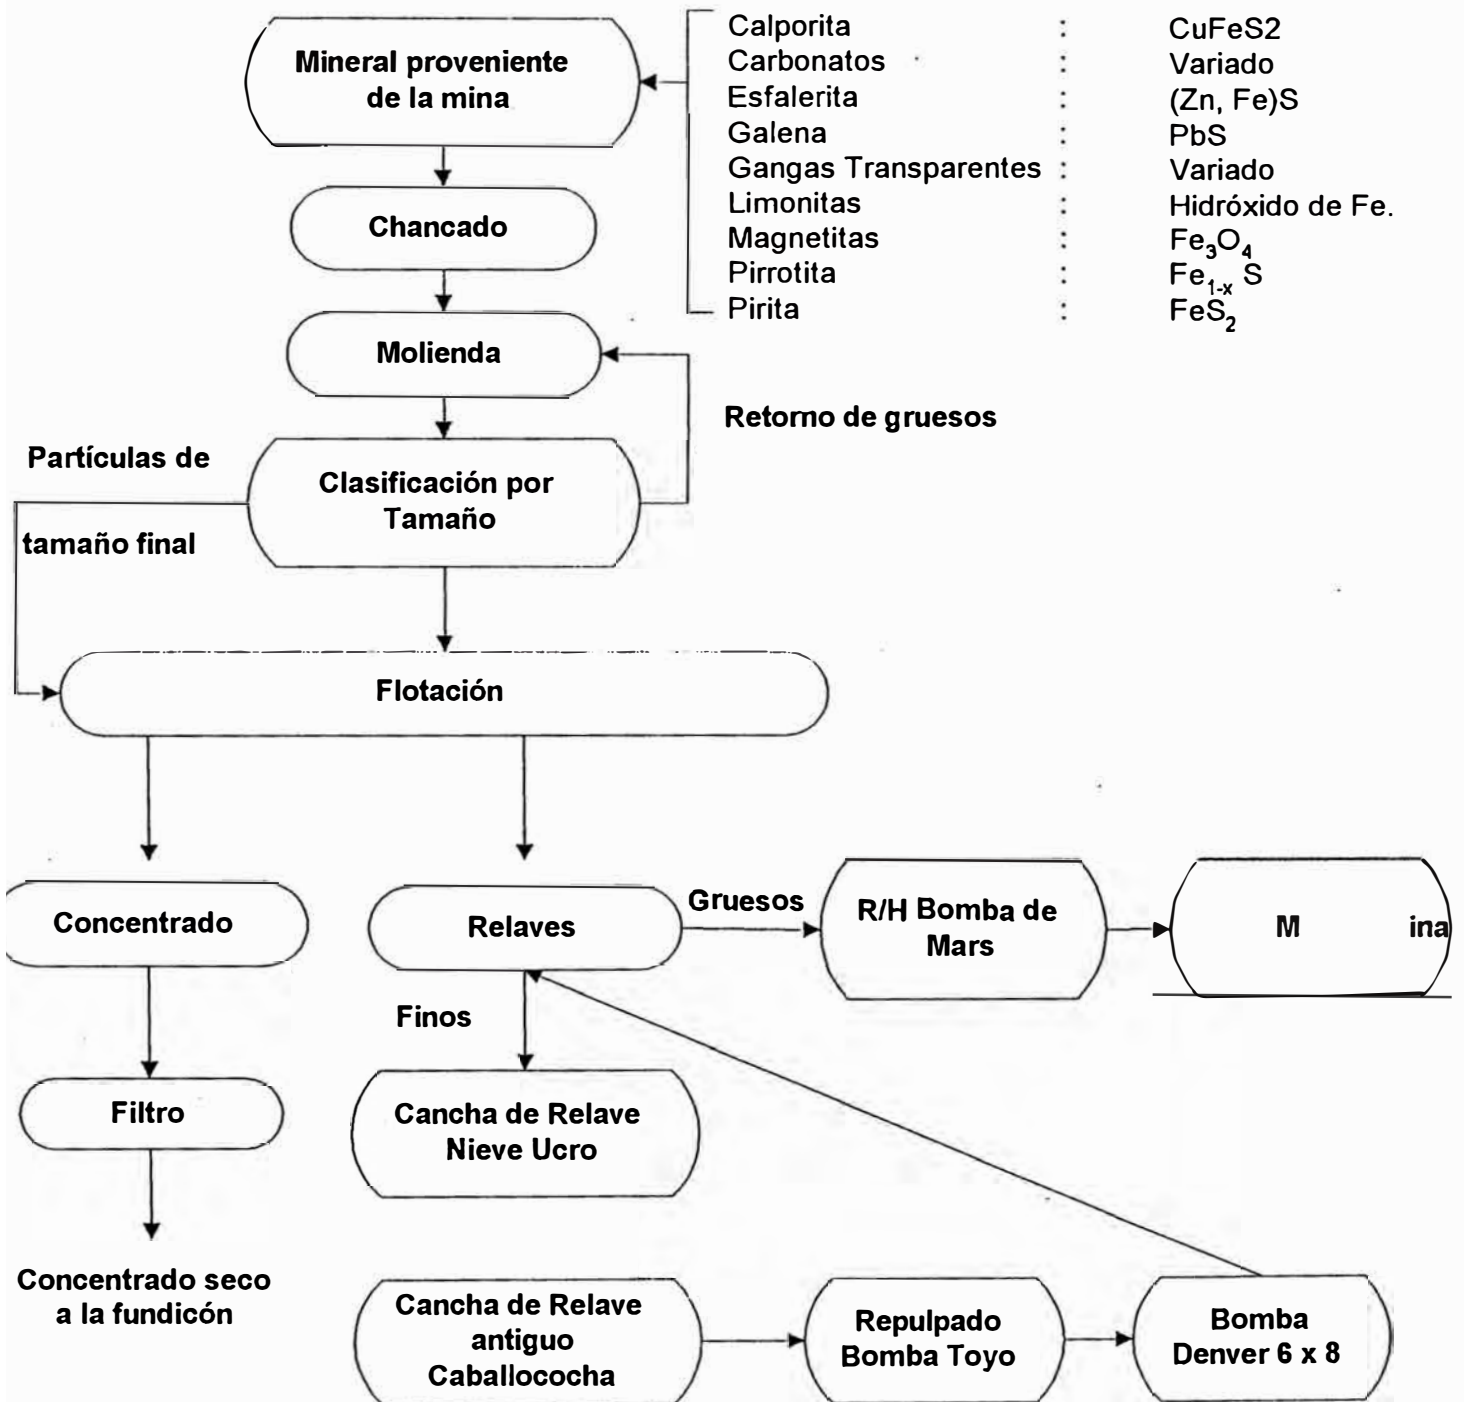 Mineral proveniente
de la mina
Calporita : CuFeS2
Carbonatos : Variado
Esfalerita : (Zn, Fe)S
Galena : PbS
Gangas Transparentes : Variado
Limonitas : Hidróxido de Fe.
Magnetitas : Fe3O4
Pirrotita : Fe1-x S
Pirita : FeS2
Chancado
Molienda
Retorno de gruesos
Partículas de
tamaño final
Clasificación por
Tamaño
Flotación
Concentrado
Relaves
Gruesos
R/H Bomba de
Mars
M ina
Finos
Filtro
Cancha de Relave
Nieve Ucro
Concentrado seco
a la fundicón
Cancha de Relave
antiguo
Caballococha
Repulpado
Bomba Toyo
Bomba
Denver 6 x 8